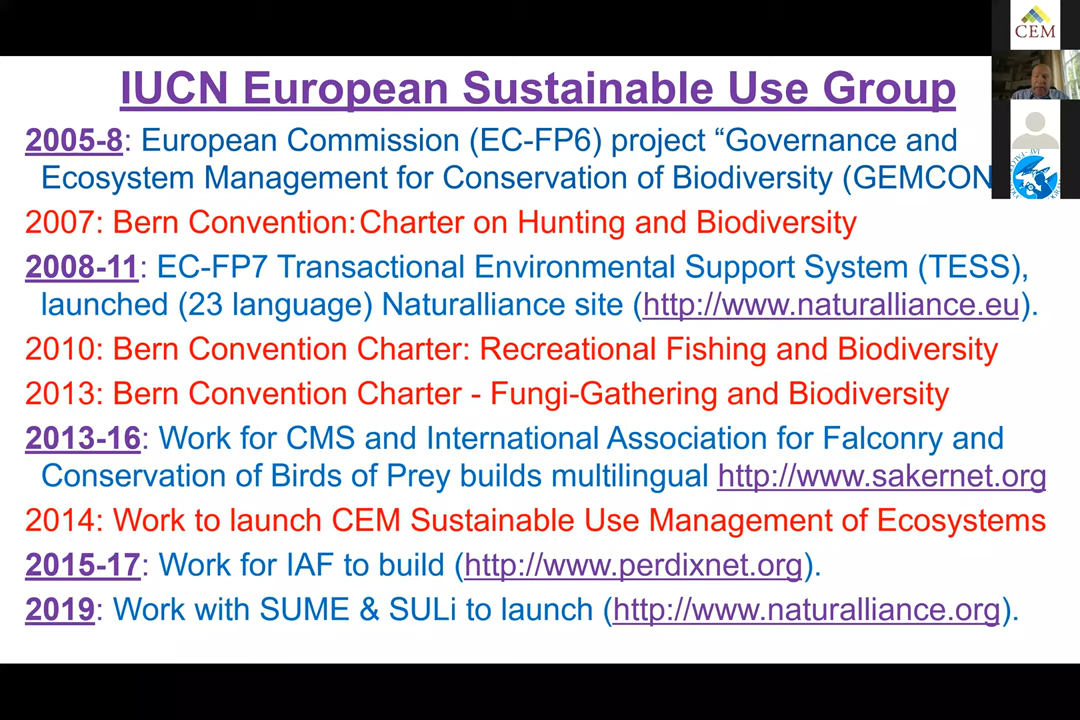 IUCN European Sustainable Use Group
2005-8: European Commission (EC-FP6) project “Governance and
Ecosystem Management for Conservation of Biodiversity (GEMCON
2007: Bern Convention: Charter on Hunting and Biodiversity
2008-11: EC-FP7 Transactional Environmental Support System (TESS),
launched (23 language) Naturalliance site (http://www.naturalliance.eu).
2010: Bern Convention Charter: Recreational Fishing and Biodiversity
2013: Bern Convention Charter - Fungi-Gathering and Biodiversity
2013-16: Work for CMS and International Association for Falconry and
Conservation of Birds of Prey builds multilingual http://www.sakernet.org
2014: Work to launch CEM Sustainable Use Management of Ecosystems
2015-17: Work for IAF to build (http://www.perdixnet.org).
2019: Work with SUME & SULi to launch (http://www.naturalliance.org).
CEM